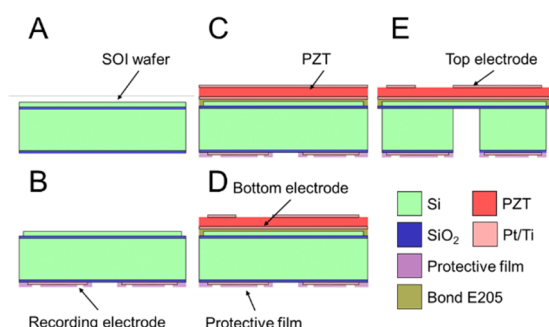 A
SOI wafer
C
PZT
E
Top electrode
B
Recording electrode
D
Bottom electrode
Protective film
Si
PZT
SiO₂
Pt/Ti
Protective film
Bond E205